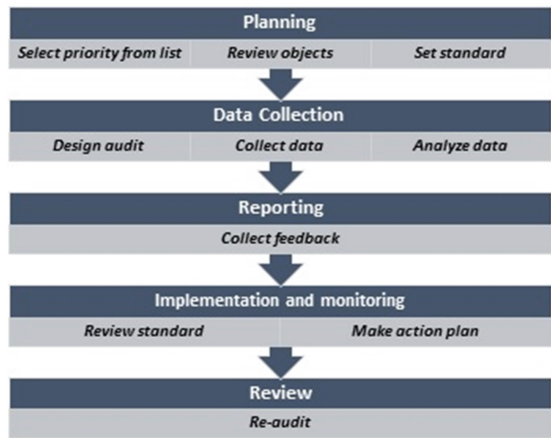 Planning
Select priority from list Review objects Set standard
Data Collection
Design audit Collect data Analyze data
Reporting
Collect feedback
Implementation and monitoring
Review standard Make action plan
Review
Re-audit